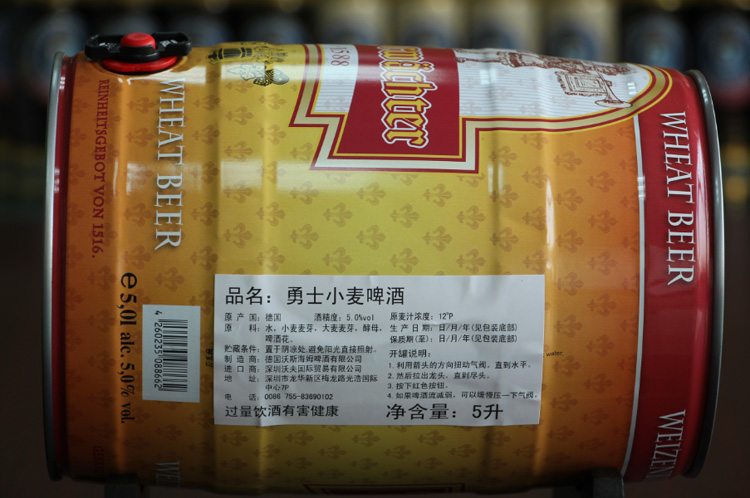 REINHEITSGEBOT VON 1516.
WHEAT BEER
e 5,0l alc. 5,0% vol.
4 260235 088662
1588
mächter
WHEAT BEER
WEIZEN
water,
品名：勇士小麦啤酒
原 产 国：德国 酒精度：5.0%vol 原麦汁浓度：12°P
原 料：水，小麦麦芽，大麦麦芽，酵母，
啤酒花。
生 产 日 期：日/月/年(见包装底部)
保质期(至)：日/月/年(见包装底部)
贮藏条件：置于阴凉处,避免阳光直接照射。
制 造 商：德国沃斯海姆啤酒有限公司
进 口 商：深圳沃夫国际贸易有限公司
地 址：深圳市龙华新区梅龙路光浩国际
中心7F
电 话：0086 755-83690102
过量饮酒有害健康
开罐说明：
1.利用箭头的方向扭动气阀，直到水平。
2.然后拉出龙头，直到尽头。
3.按下红色按钮。
4.如果啤酒流减弱，可以缓慢压一下气阀。
净含量：5升